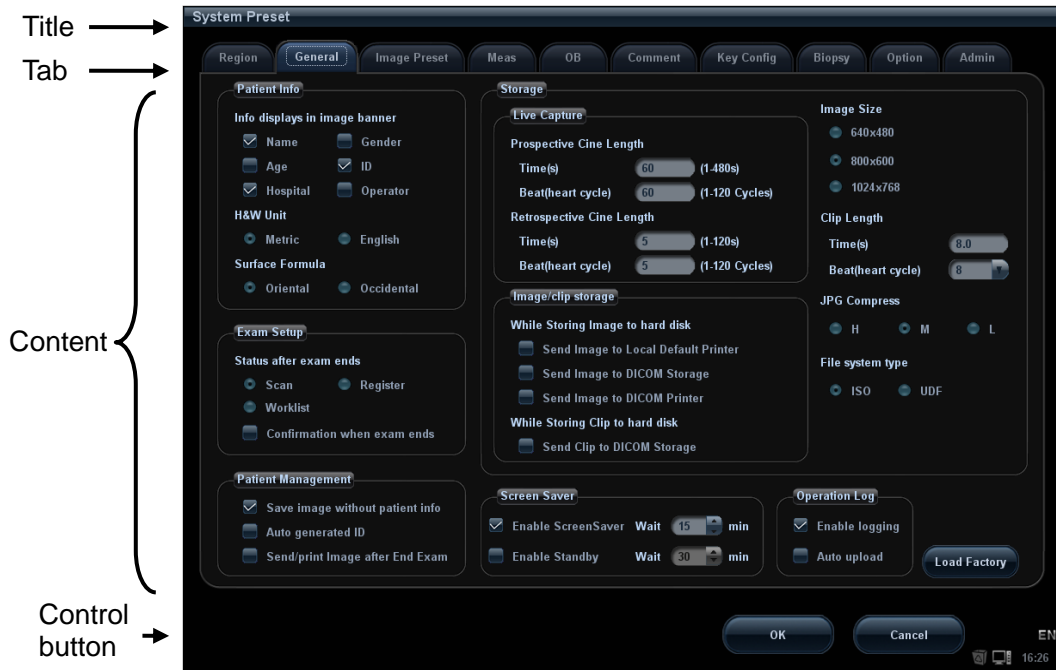 Title
System Preset
Tab
Region General Image Preset Meas OB Comment Key Config Biopsy Option Admin
Content
Patient Info
Info displays in image banner
Name Gender
Age ID
Hospital Operator
H&W Unit
Metric English
Surface Formula
Oriental Occidental
Exam Setup
Status after exam ends
Scan Register
Worklist
Confirmation when exam ends
Patient Management
Save image without patient info
Auto generated ID
Send/print Image after End Exam
Storage
Live Capture
Prospective Cine Length
Time(s) 60 (1-480s)
Beat(heart cycle) 60 (1-120 Cycles)
Retrospective Cine Length
Time(s) 5 (1-120s)
Beat(heart cycle) 5 (1-120 Cycles)
Image/clip storage
While Storing Image to hard disk
Send Image to Local Default Printer
Send Image to DICOM Storage
Send Image to DICOM Printer
While Storing Clip to hard disk
Send Clip to DICOM Storage
Image Size
640x480
800x600
1024x768
Clip Length
Time(s) 8.0
Beat(heart cycle) 8
JPG Compress
H M L
File system type
ISO UDF
Screen Saver
Enable ScreenSaver Wait 15 min
Enable Standby Wait 30 min
Operation Log
Enable logging
Auto upload
Load Factory
Control
button
OK Cancel
EN
16:26